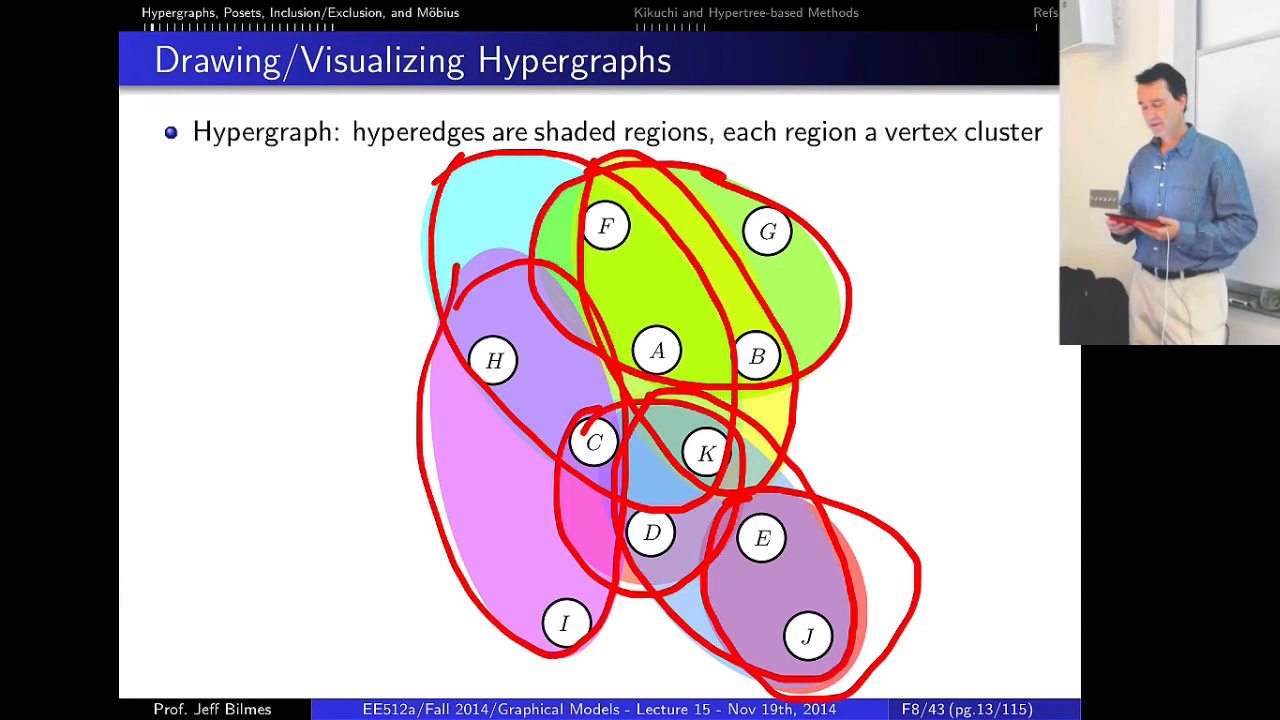 Hypergraphs, Posets, Inclusion/Exclusion, and Möbius
Kikuchi and Hypertree-based Methods
Refs
Drawing/Visualizing Hypergraphs
Hypergraph: hyperedges are shaded regions, each region a vertex cluster
F
G
A
B
H
C
K
D
E
I
J
Prof. Jeff Bilmes
EE512a/Fall 2014/Graphical Models - Lecture 15 - Nov 19th, 2014
F8/43 (pg.13/115)